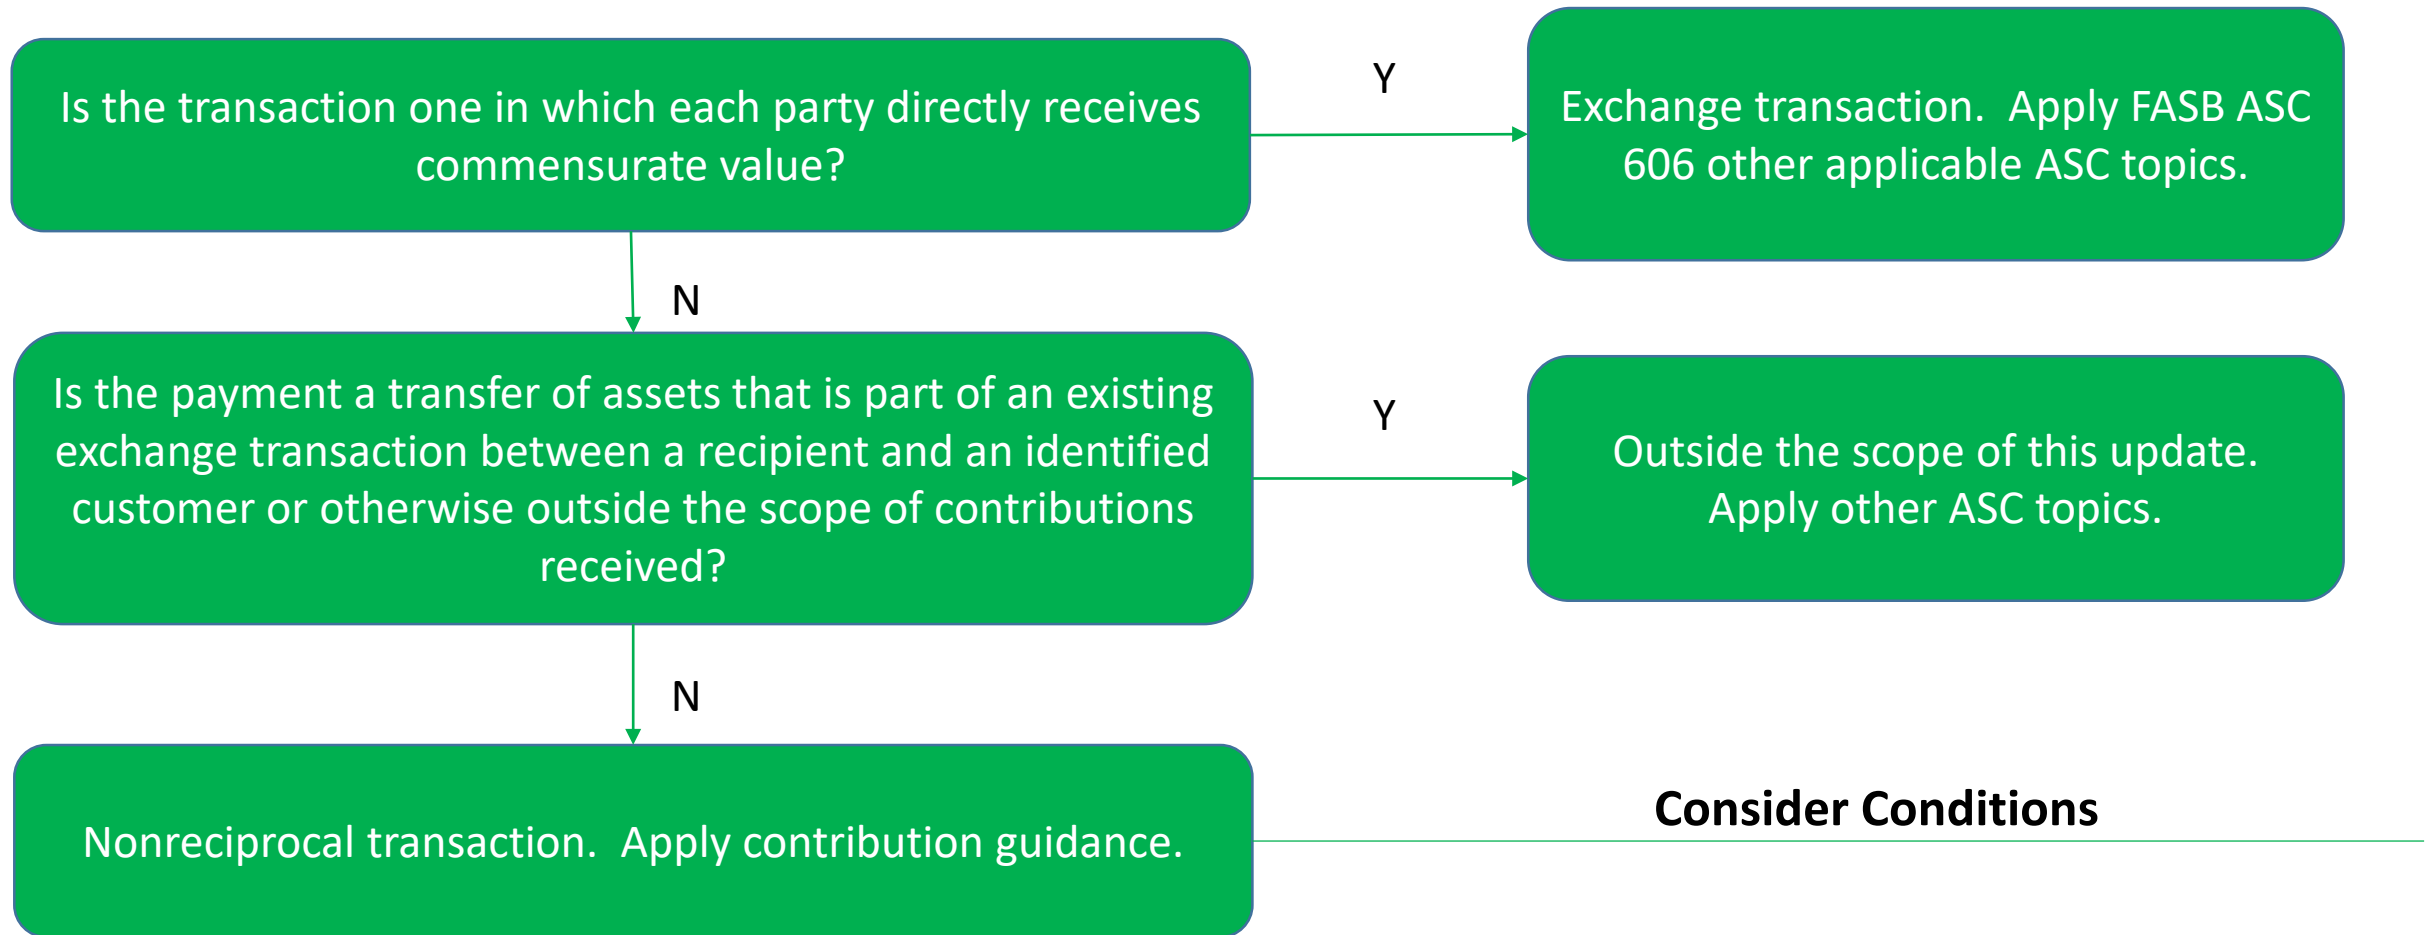 Is the transaction one in which each party directly receives
commensurate value?
Y
Exchange transaction.  Apply FASB ASC
606 other applicable ASC topics.
N
Is the payment a transfer of assets that is part of an existing
exchange transaction between a recipient and an identified
customer or otherwise outside the scope of contributions
received?
Y
Outside the scope of this update.
Apply other ASC topics.
N
Nonreciprocal transaction.  Apply contribution guidance.
Consider Conditions